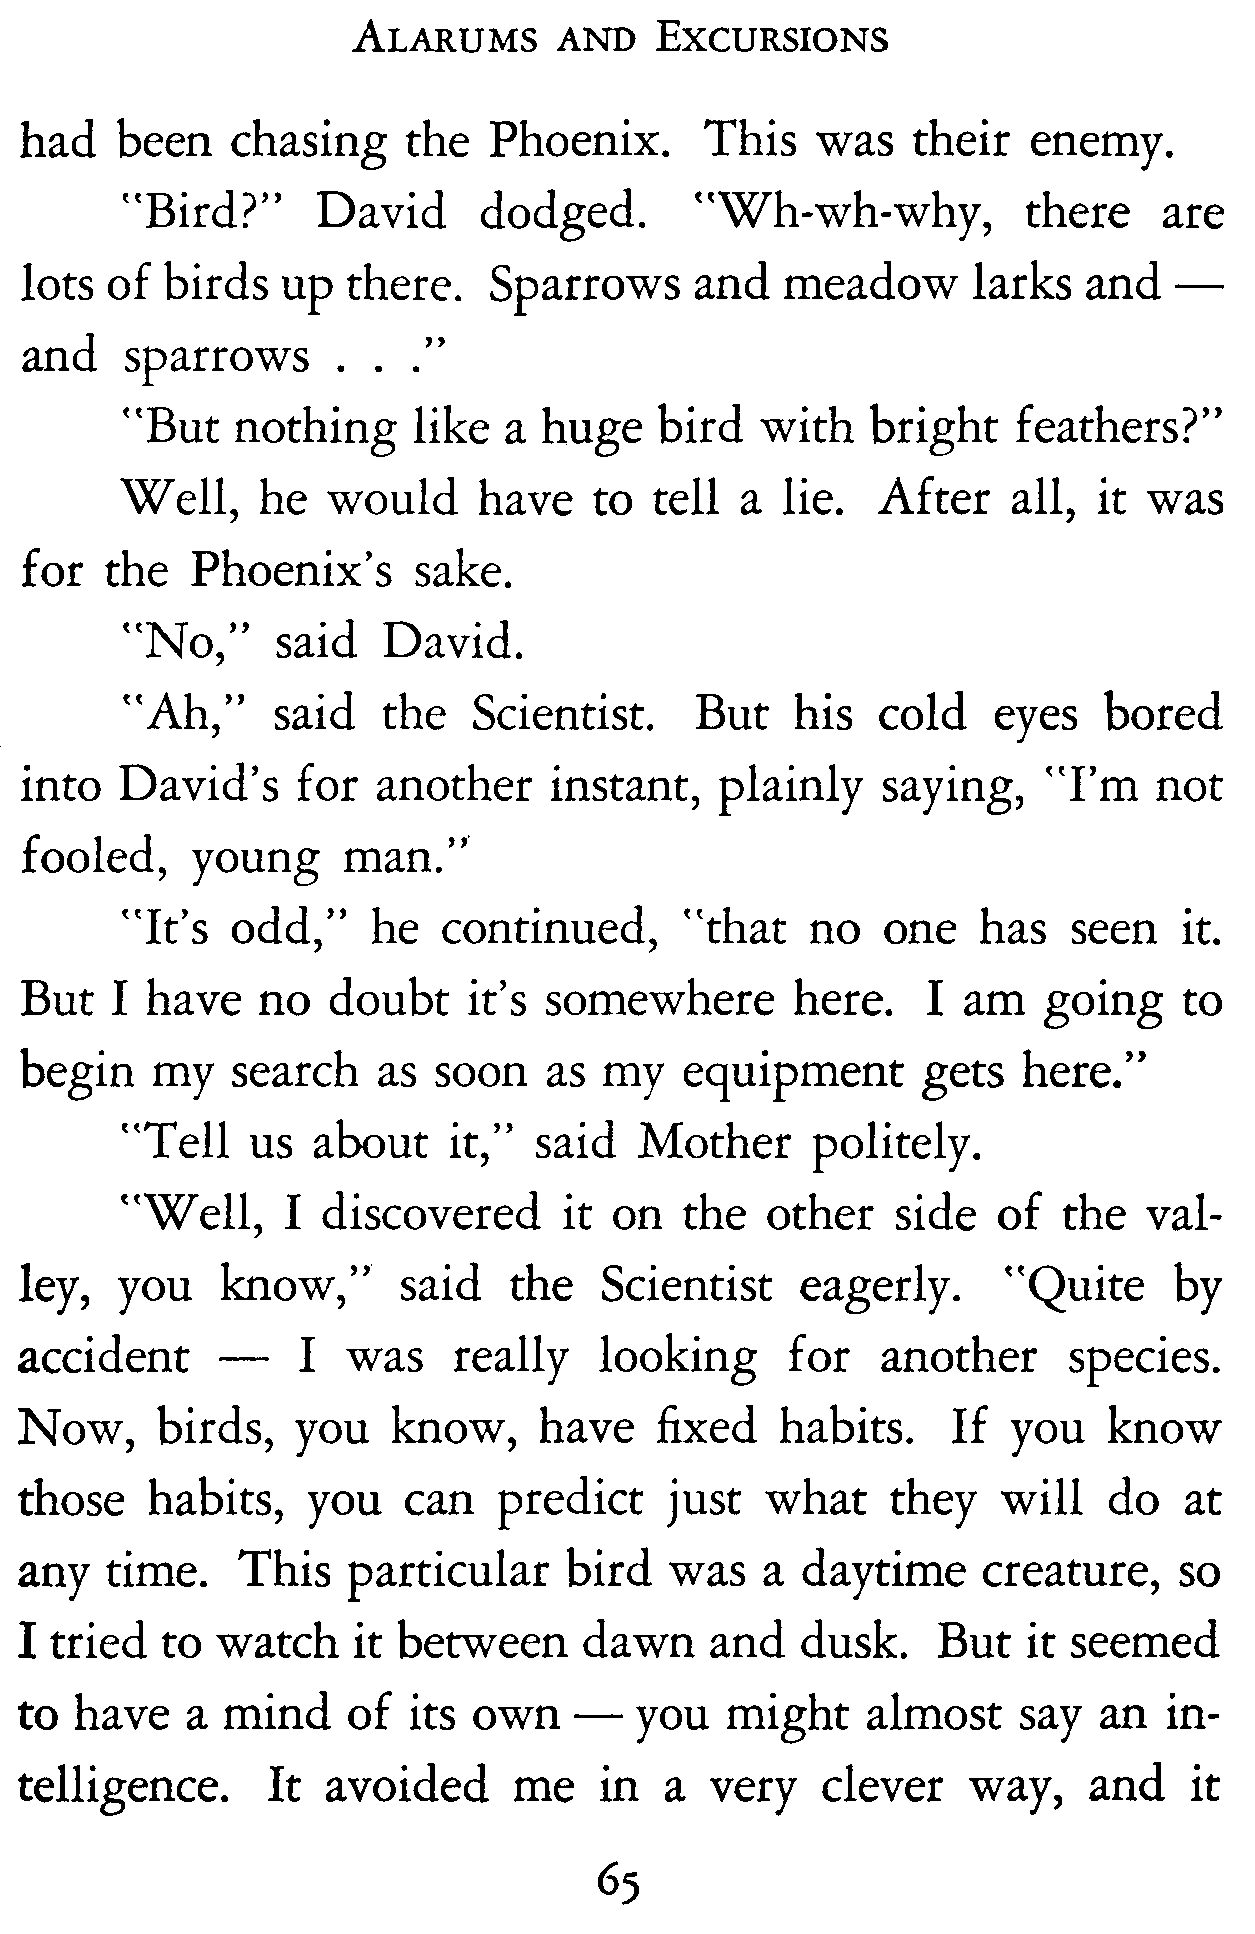 ALARUMS AND EXCURSIONS
had been chasing the Phoenix. This was their enemy.
"Bird?" David dodged. "Wh-wh-why, there are
lots of birds up there. Sparrows and meadow larks and —
and sparrows . . ."
"But nothing like a huge bird with bright feathers?"
Well, he would have to tell a lie. After all, it was
for the Phoenix's sake.
"No," said David.
"Ah," said the Scientist. But his cold eyes bored
into David's for another instant, plainly saying, "I'm not
fooled, young man."
"It's odd," he continued, "that no one has seen it.
But I have no doubt it's somewhere here. I am going to
begin my search as soon as my equipment gets here."
"Tell us about it," said Mother politely.
"Well, I discovered it on the other side of the val-
ley, you know," said the Scientist eagerly. "Quite by
accident — I was really looking for another species.
Now, birds, you know, have fixed habits. If you know
those habits, you can predict just what they will do at
any time. This particular bird was a daytime creature, so
I tried to watch it between dawn and dusk. But it seemed
to have a mind of its own — you might almost say an in-
telligence. It avoided me in a very clever way, and it
65